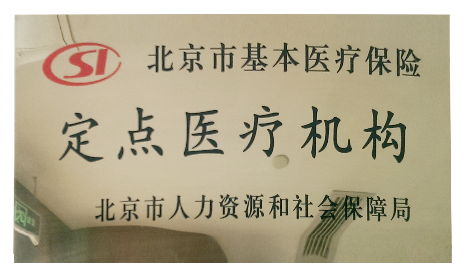 SI 北京市基本医疗保险
定点医疗机构
北京市人力资源和社会保障局